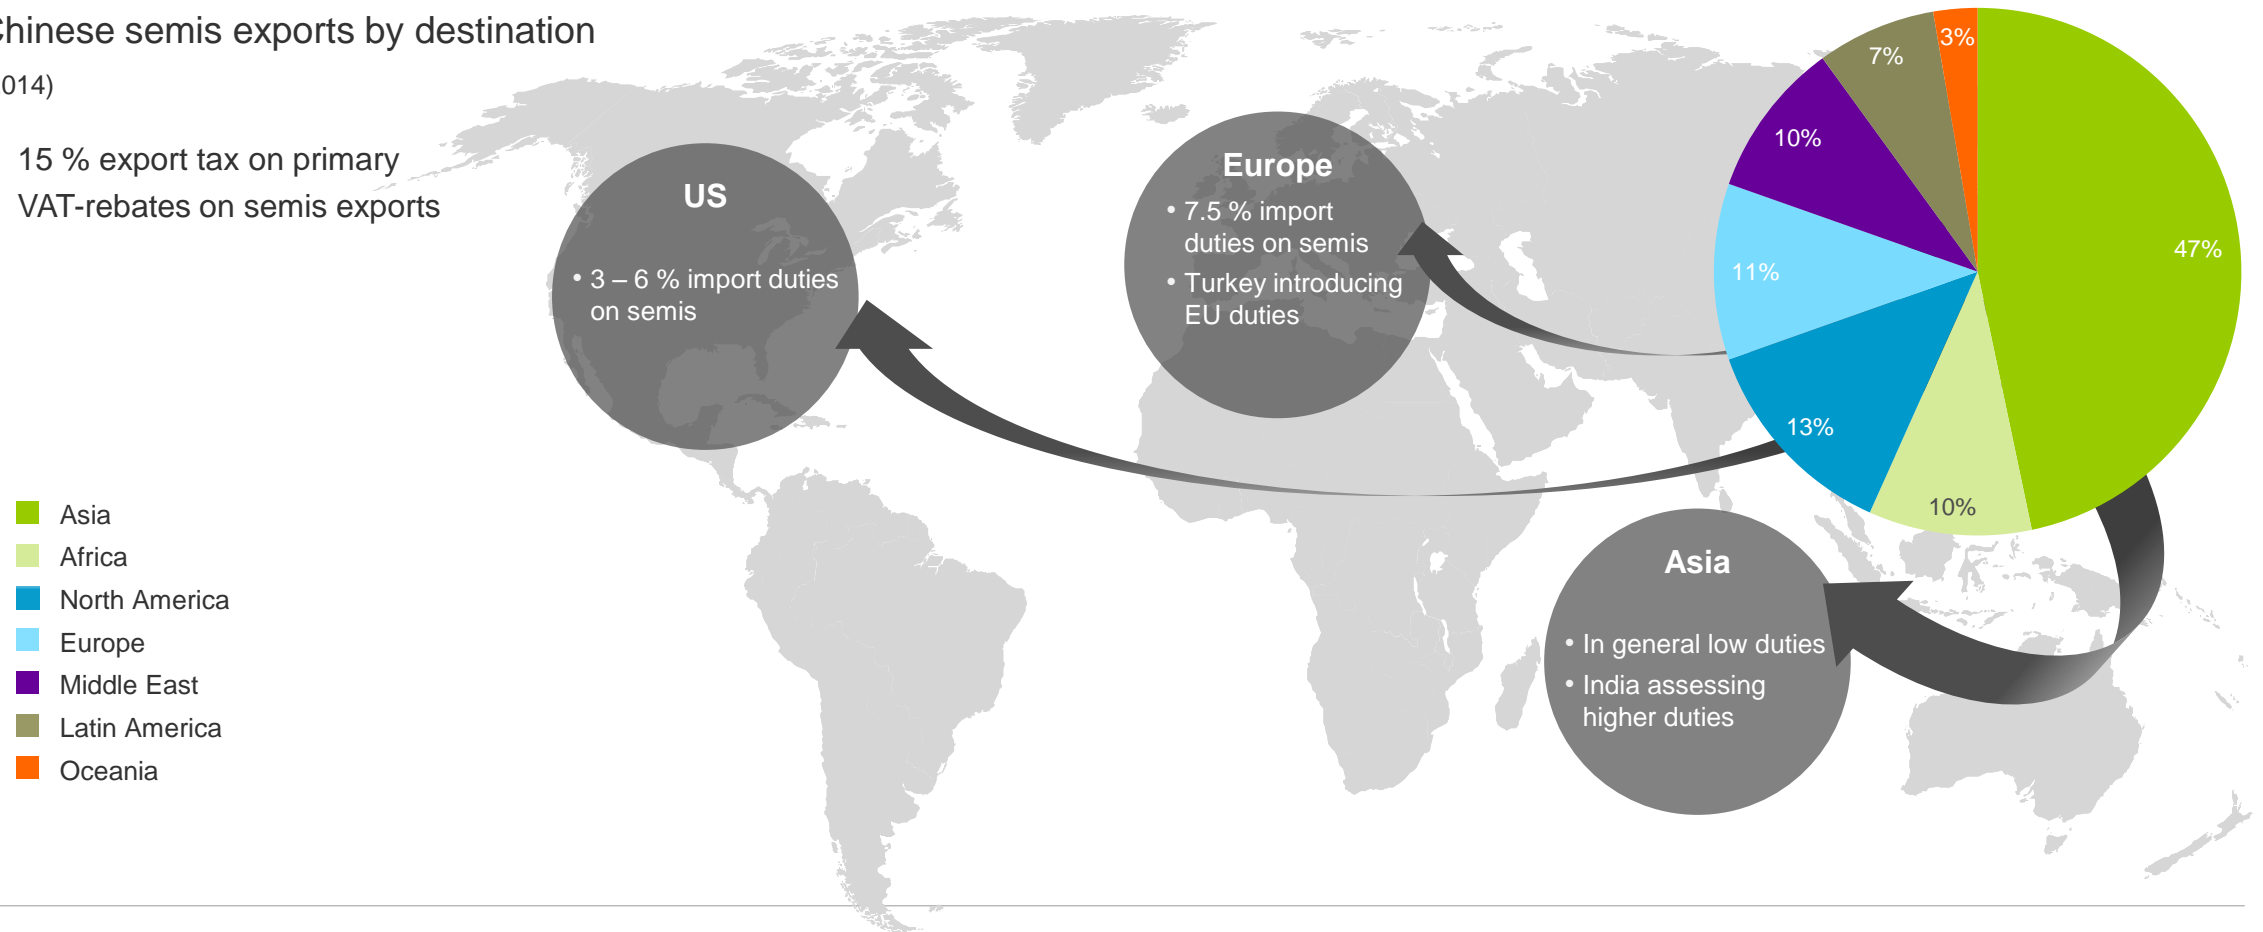 Chinese semis exports by destination
014)
15 % export tax on primary
VAT-rebates on semis exports
US
• 3 – 6 % import duties
on semis
Europe
• 7.5 % import
duties on semis
• Turkey introducing
EU duties
3%
7%
10%
47%
11%
13%
10%
Asia
• In general low duties
• India assessing
higher duties
Asia
Africa
North America
Europe
Middle East
Latin America
Oceania